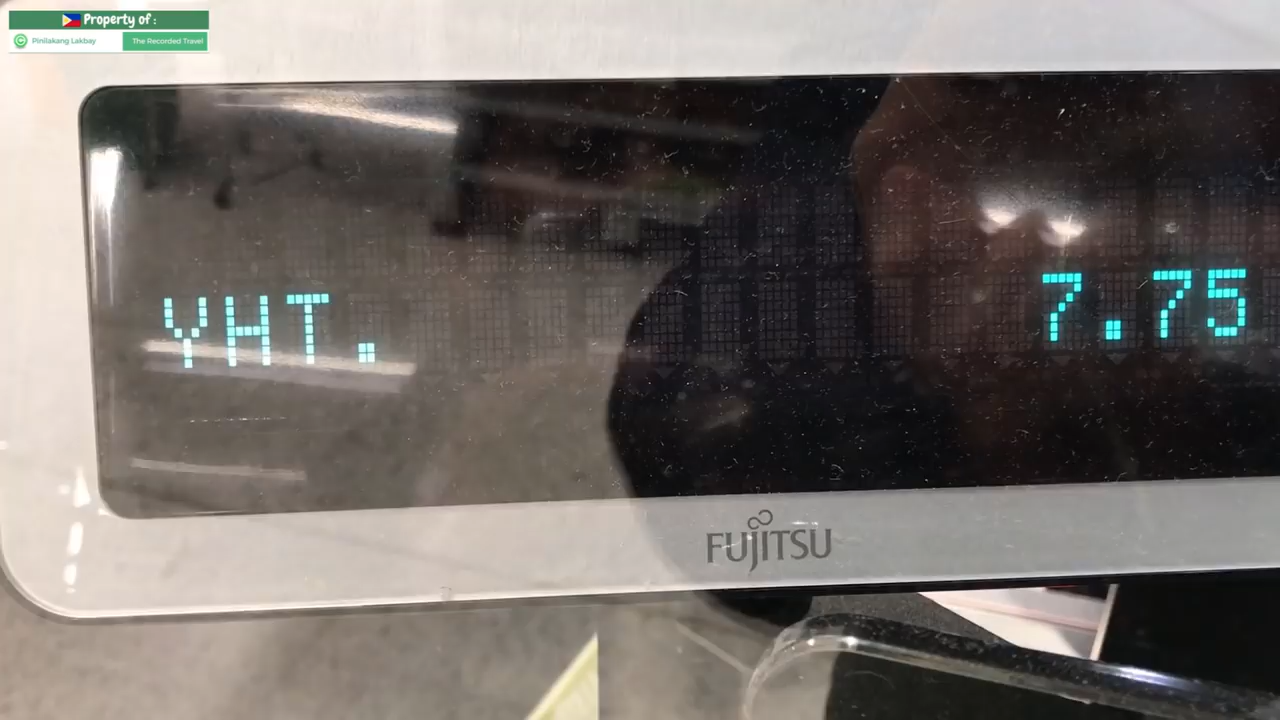 Property of :
Pinilakang Lakbay
The Recorded Travel
YHT. 7.75
FUJITSU